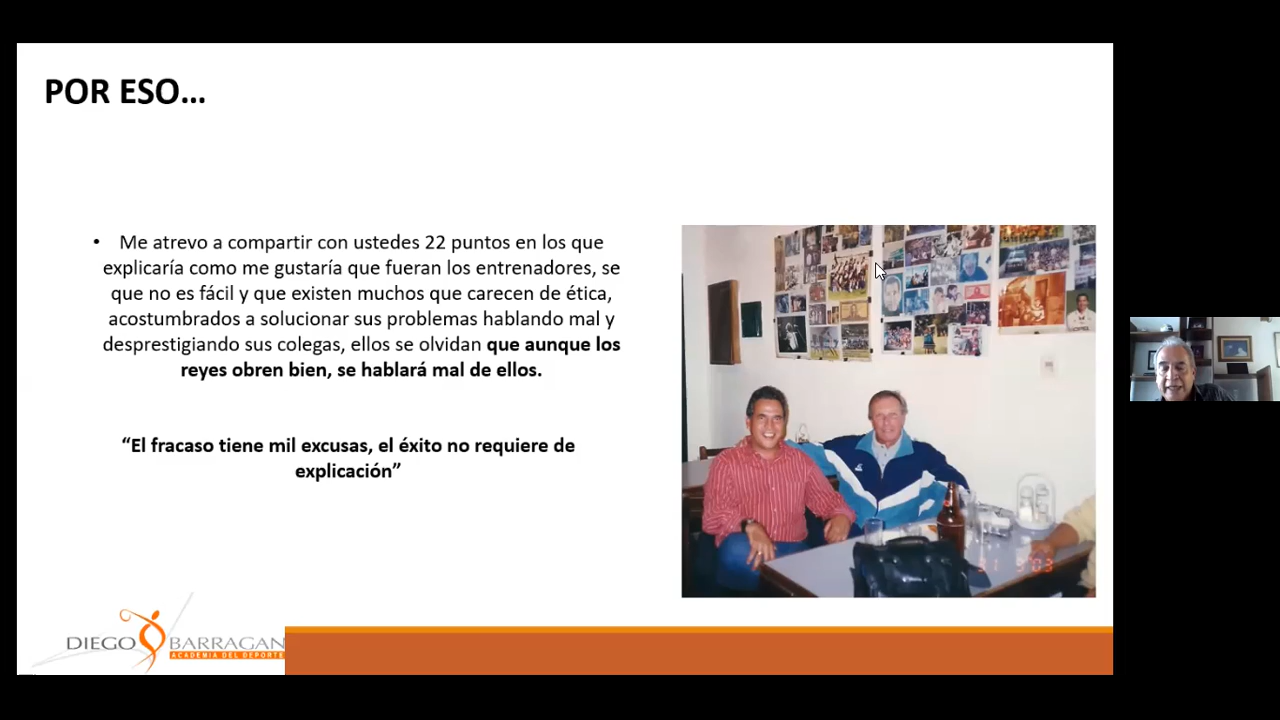 POR ESO...
• Me atrevo a compartir con ustedes 22 puntos en los que
explicaría como me gustaría que fueran los entrenadores, se
que no es fácil y que existen muchos que carecen de ética,
acostumbrados a solucionar sus problemas hablando mal y
desprestigiando sus colegas, ellos se olvidan que aunque los
reyes obren bien, se hablará mal de ellos.
“El fracaso tiene mil excusas, el éxito no requiere de
explicación”
DIEGO BARRAGAN
ACADEMIA DEL DEPORTE